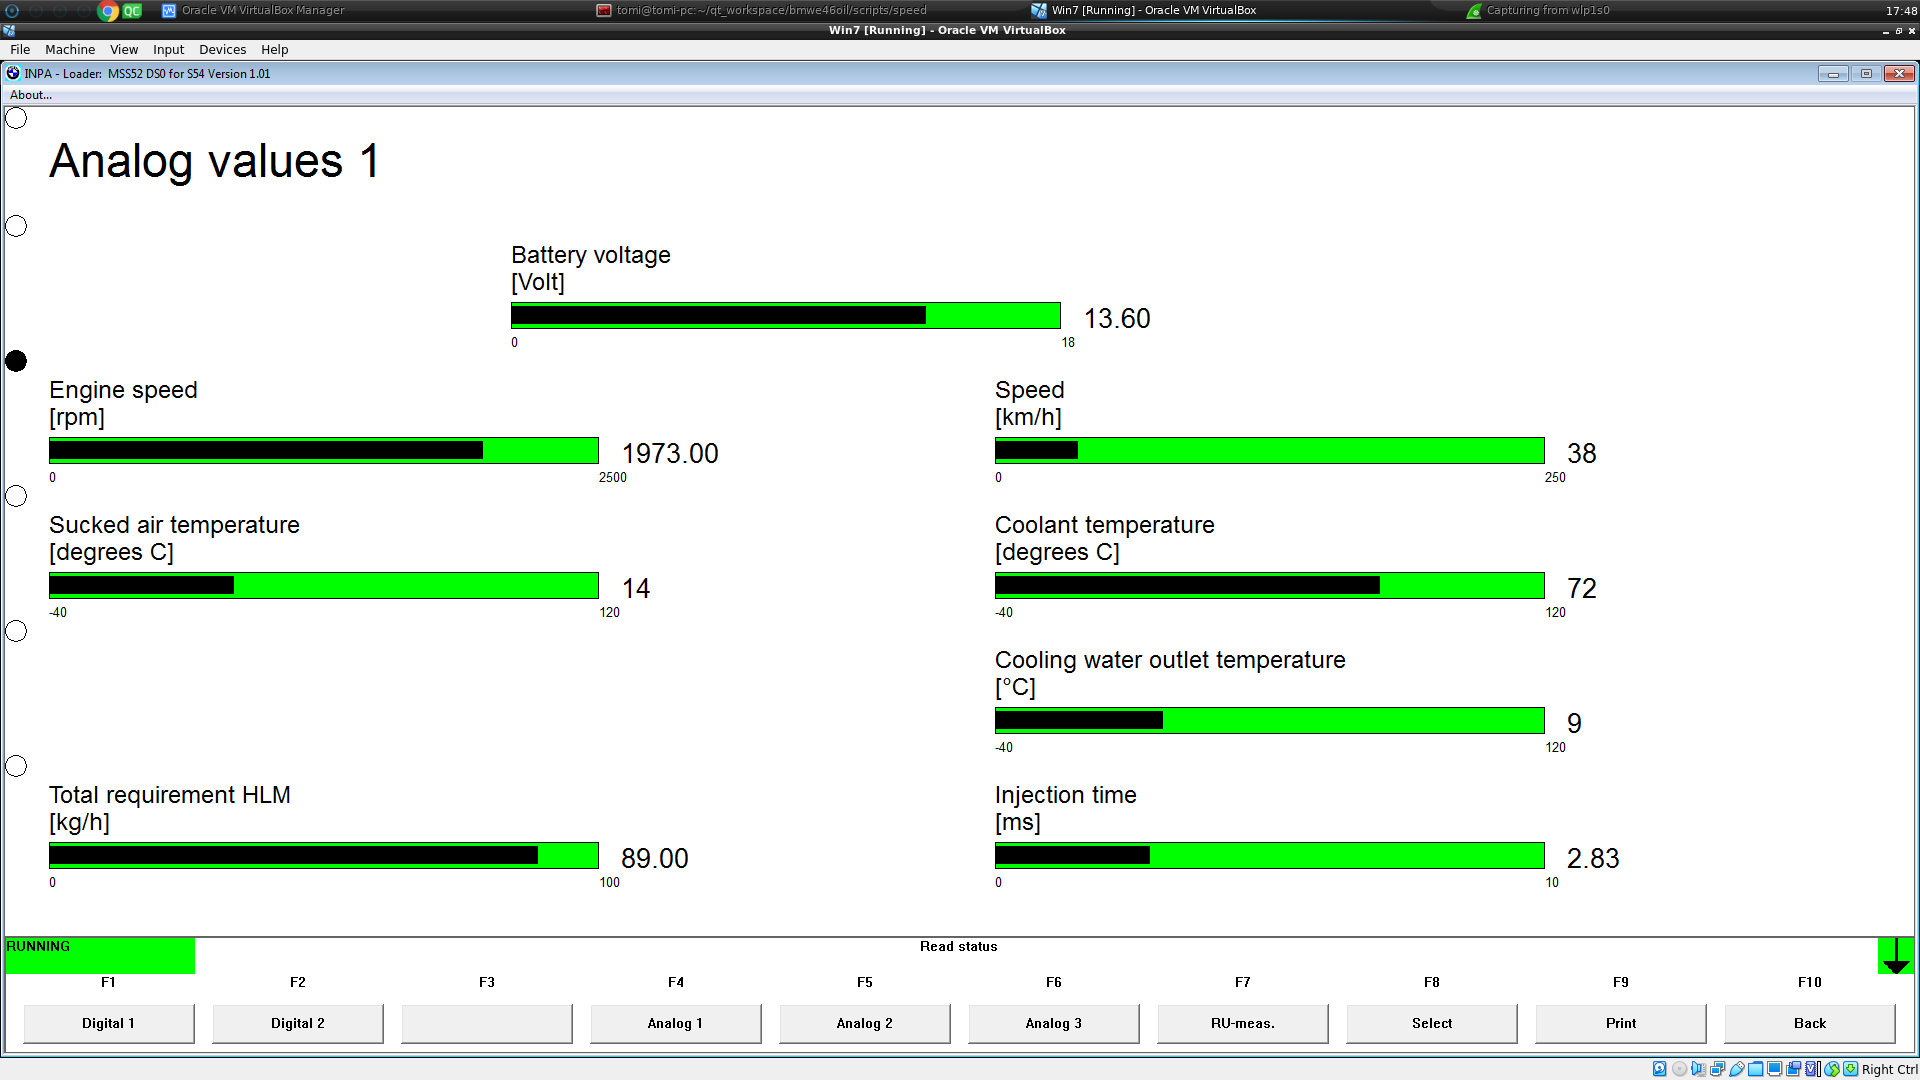 Oracle VM VirtualBox Manager
tomi@tomi-pc:~/qt_workspace/bmwe46oil/scripts/speed
Win7 [Running] - Oracle VM VirtualBox
Capturing from wlp1s0
17:48
QC
Win7 [Running] - Oracle VM VirtualBox
File Machine View Input Devices Help
INPA - Loader: MSS52 DS0 for S54 Version 1.01
About...
Analog values 1
Battery voltage
[Volt]
13.60
0 18
Engine speed
[rpm]
1973.00
0 2500
Speed
[km/h]
38
0 250
Sucked air temperature
[degrees C]
14
-40 120
Coolant temperature
[degrees C]
72
-40 120
Cooling water outlet temperature
[°C]
9
-40 120
Total requirement HLM
[kg/h]
89.00
0 100
Injection time
[ms]
2.83
0 10
RUNNING
Read status
F1 F2 F3 F4 F5 F6 F7 F8 F9 F10
Digital 1 Digital 2 Analog 1 Analog 2 Analog 3 RU-meas. Select Print Back
Right Ctrl